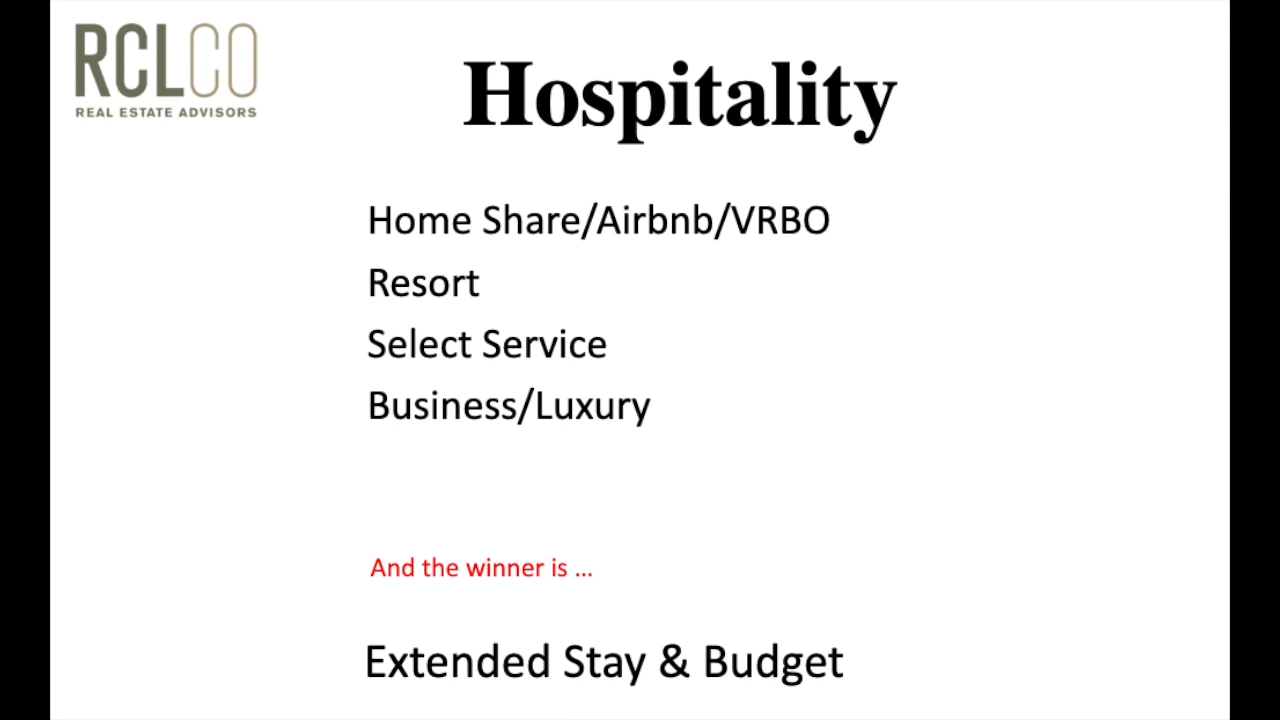 RCLCO
REAL ESTATE ADVISORS
Hospitality
Home Share/Airbnb/VRBO
Resort
Select Service
Business/Luxury
And the winner is ...
Extended Stay & Budget